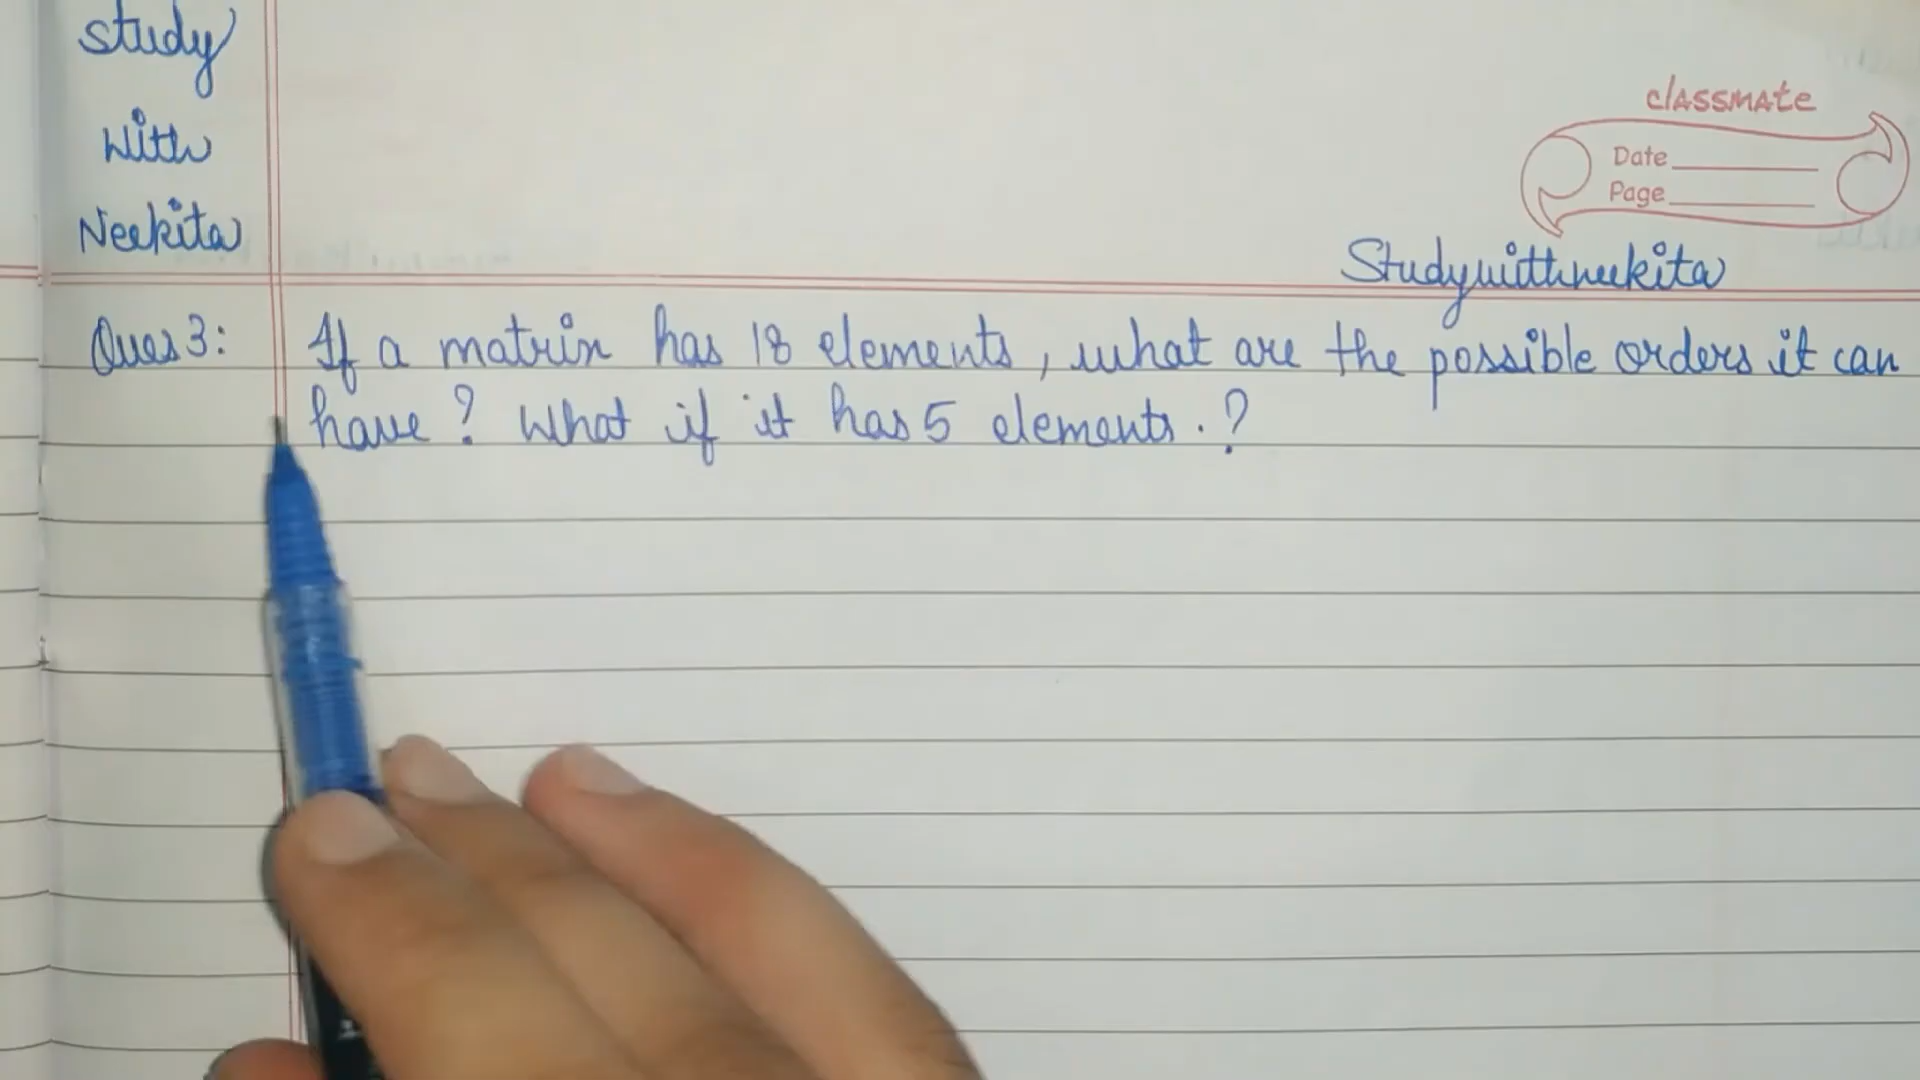 study
with
Neekita
classmate
Date
Page
Studywithneekita
Ques 3: If a matrix has 18 elements, what are the possible orders it can
have? What if it has 5 elements.?